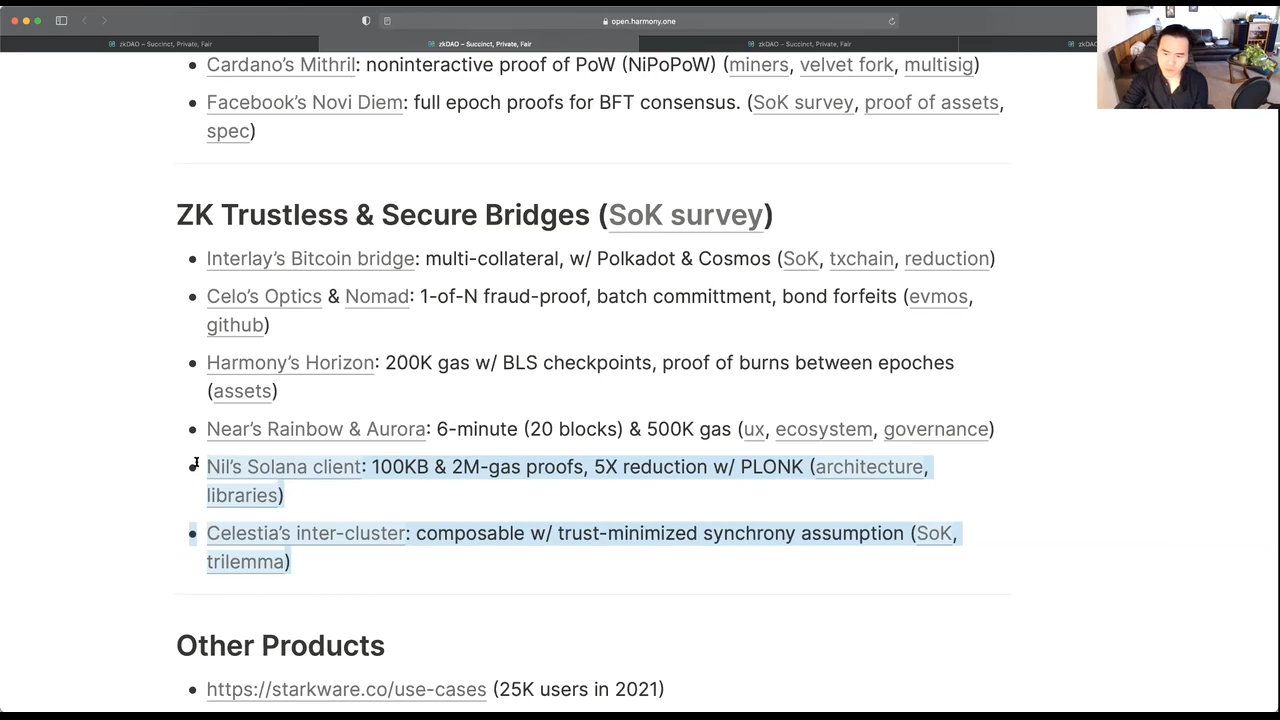 open.harmony.one
zkDAO – Succinct, Private, Fair
zkDAO – Succinct, Private, Fair
zkDAO – Succinct, Private, Fair
zkDAO
Cardano’s Mithril: noninteractive proof of PoW (NiPoPoW) (miners, velvet fork, multisig)
Facebook’s Novi Diem: full epoch proofs for BFT consensus. (SoK survey, proof of assets,
spec)
ZK Trustless & Secure Bridges (SoK survey)
Interlay’s Bitcoin bridge: multi-collateral, w/ Polkadot & Cosmos (SoK, txchain, reduction)
Celo’s Optics & Nomad: 1-of-N fraud-proof, batch committment, bond forfeits (evmos,
github)
Harmony’s Horizon: 200K gas w/ BLS checkpoints, proof of burns between epoches
(assets)
Near’s Rainbow & Aurora: 6-minute (20 blocks) & 500K gas (ux, ecosystem, governance)
Nil’s Solana client: 100KB & 2M-gas proofs, 5X reduction w/ PLONK (architecture,
libraries)
Celestia’s inter-cluster: composable w/ trust-minimized synchrony assumption (SoK,
trilemma)
Other Products
https://starkware.co/use-cases (25K users in 2021)